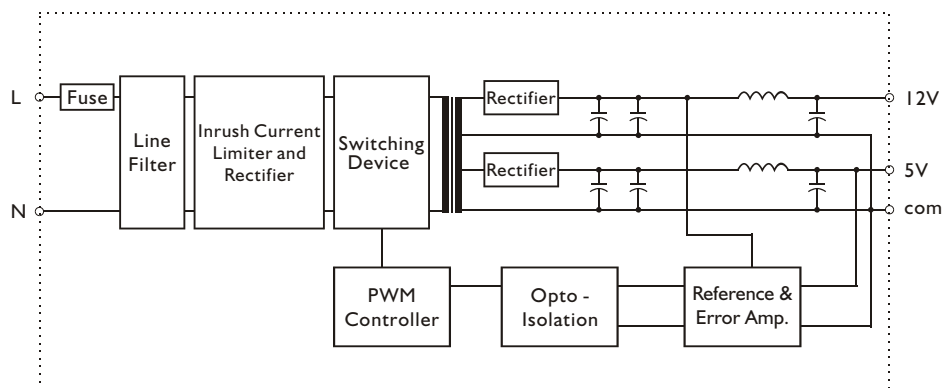 L
Fuse
Line
Filter
Inrush Current
Limiter and
Rectifier
Switching
Device
Rectifier
12V
Rectifier
5V
N
com
PWM
Controller
Opto -
Isolation
Reference &
Error Amp.